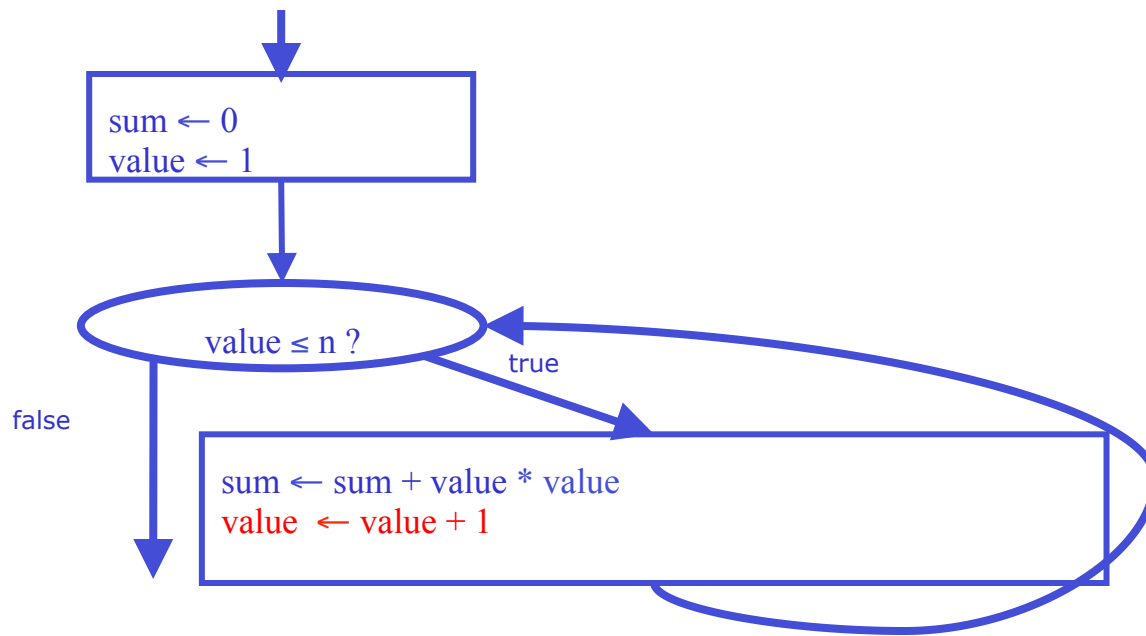 sum ← 0
value ← 1
value ≤ n ?
true
false
sum ← sum + value * value
value ← value + 1